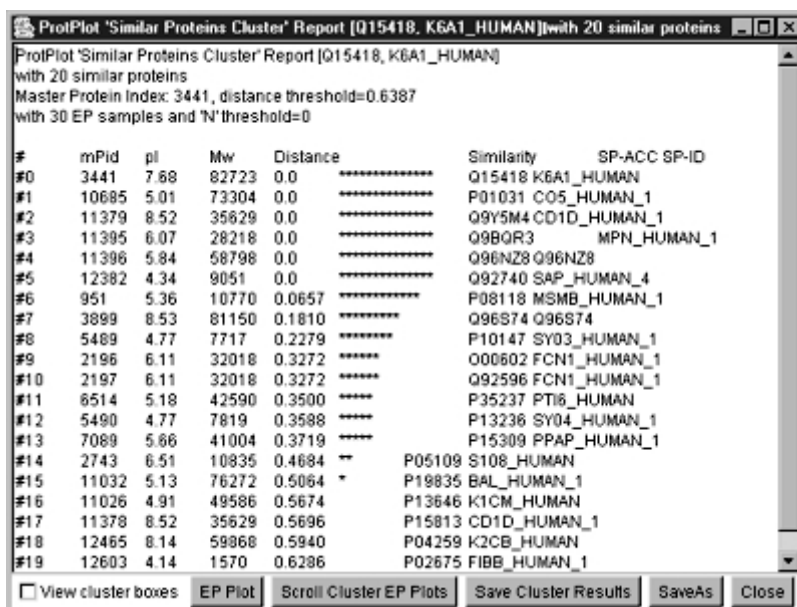 ProtPlot 'Similar Proteins Cluster' Report [Q15418, K6A1_HUMAN](with 20 similar proteins
ProtPlot 'Similar Proteins Cluster' Report [Q15418, K6A1_HUMAN]
with 20 similar proteins
Master Protein Index: 3441, distance threshold=0.6387
with 30 EP samples and 'N' threshold=0
# mPid pI Mw Distance Similarity SP-ACC SP-ID
#0 3441 7.68 82723 0.0 *************** Q15418 K6A1_HUMAN
#1 10685 5.01 73304 0.0 *************** P01031 CO5_HUMAN_1
#2 11379 8.52 35629 0.0 *************** Q9Y5M4 CD1D_HUMAN_1
#3 11395 6.07 28218 0.0 *************** Q9BQR3 MPN_HUMAN_1
#4 11396 5.84 58798 0.0 *************** Q96NZ8 Q96NZ8
#5 12382 4.34 9051 0.0 *************** Q92740 SAP_HUMAN_4
#6 951 5.36 10770 0.0657 ************* P08118 MSMB_HUMAN_1
#7 3899 8.53 81150 0.1810 ********** Q96S74 Q96S74
#8 5489 4.77 7717 0.2279 ********* P10147 SY03_HUMAN_1
#9 2196 6.11 32018 0.3272 ****** O00602 FCN1_HUMAN_1
#10 2197 6.11 32018 0.3272 ****** Q92596 FCN1_HUMAN_1
#11 6514 5.18 42590 0.3500 ***** P35237 PTI6_HUMAN
#12 5490 4.77 7819 0.3588 ***** P13236 SY04_HUMAN_1
#13 7089 5.66 41004 0.3719 ***** P15309 PPAP_HUMAN_1
#14 2743 6.51 10835 0.4684 ** P05109 S108_HUMAN
#15 11032 5.13 76272 0.5064 * P19835 BAL_HUMAN_1
#16 11026 4.91 49586 0.5674 P13646 K1CM_HUMAN
#17 11378 8.52 35629 0.5696 P15813 CD1D_HUMAN_1
#18 12465 8.14 59868 0.5940 P04259 K2CB_HUMAN
#19 12603 4.14 1570 0.6286 P02675 FIBB_HUMAN_1
View cluster boxes EP Plot Scroll Cluster EP Plots Save Cluster Results SaveAs Close